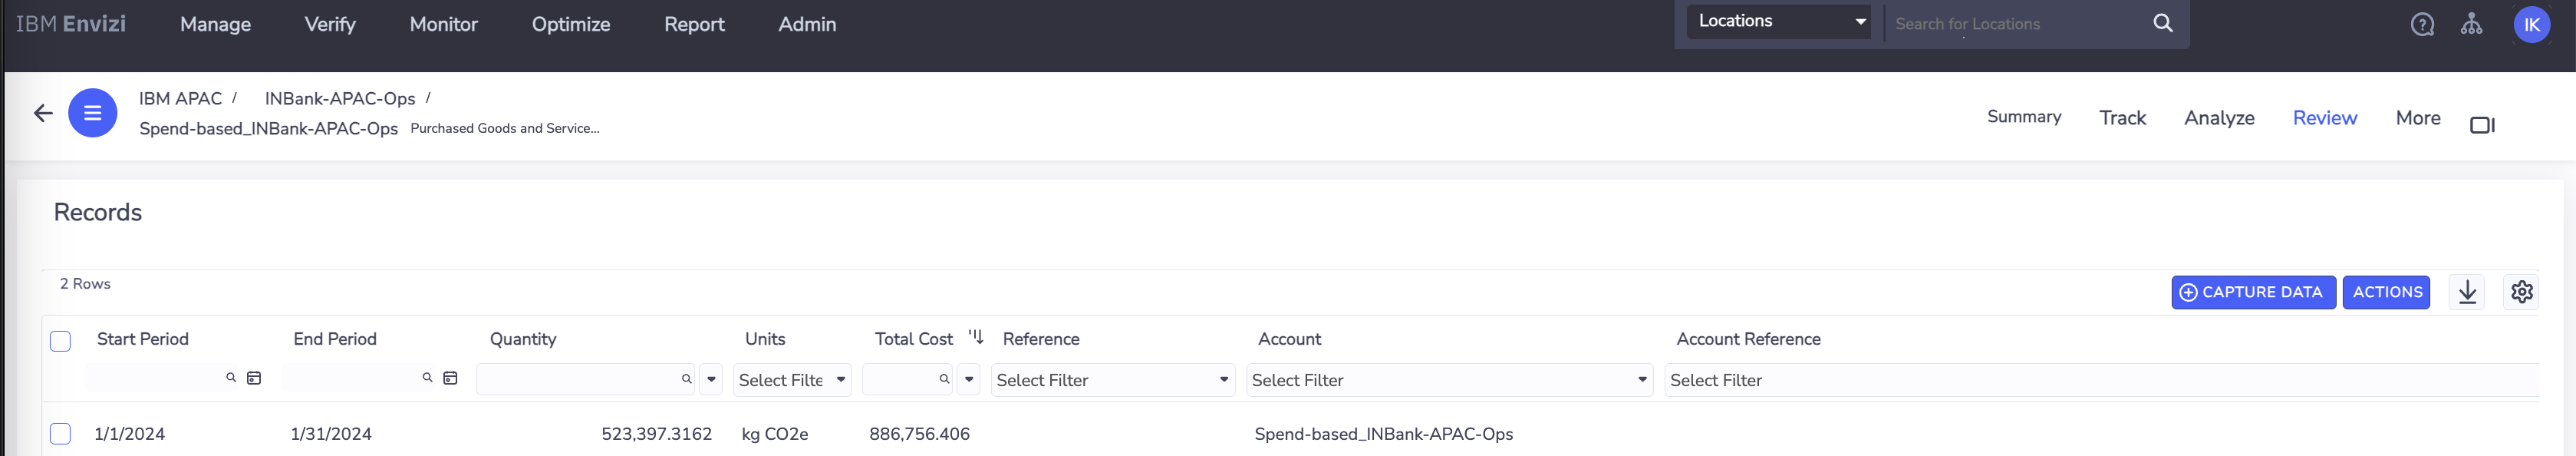 IBM Envizi Manage Verify Monitor Optimize Report Admin Locations Search for Locations IK
IBM APAC / INBank-APAC-Ops /
Spend-based_INBank-APAC-Ops Purchased Goods and Service...
Summary Track Analyze Review More
Records
2 Rows
CAPTURE DATA ACTIONS
Start Period End Period Quantity Units Total Cost Reference Account Account Reference
Select Filte Select Filter Select Filter Select Filter
1/1/2024 1/31/2024 523,397.3162 kg CO2e 886,756.406 Spend-based_INBank-APAC-Ops